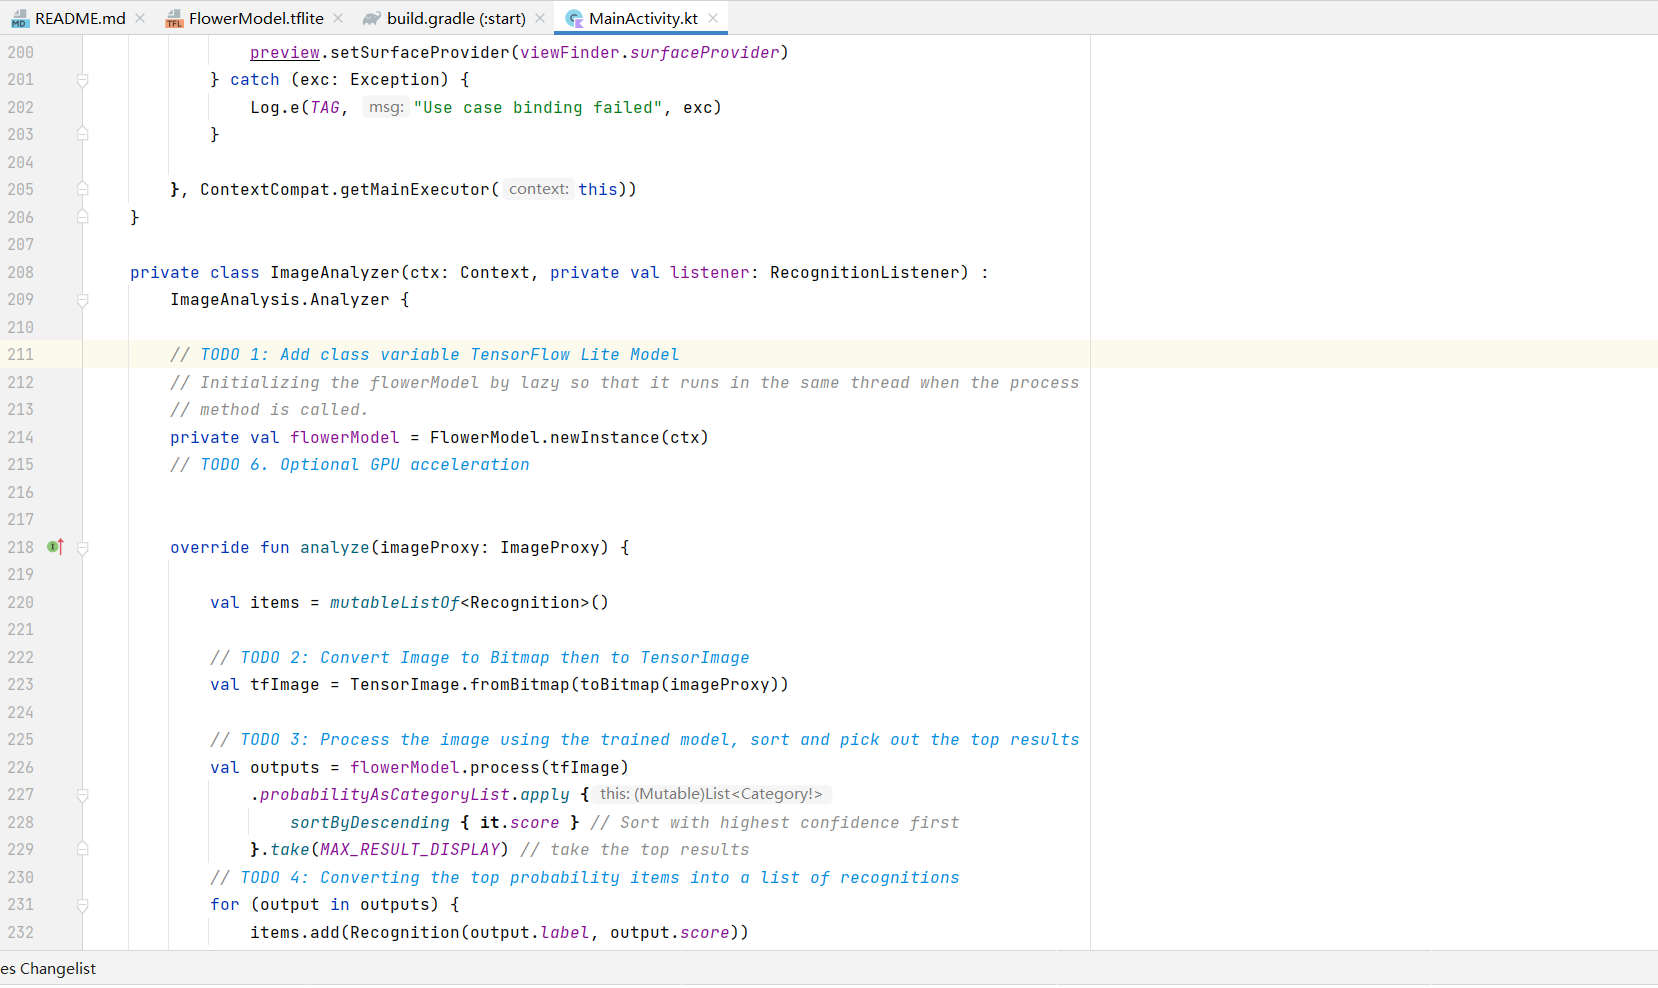 README.md FlowerModel.tflite build.gradle (:start) MainActivity.kt
200 preview.setSurfaceProvider(viewFinder.surfaceProvider)
201 } catch (exc: Exception) {
202 Log.e(TAG, msg: "Use case binding failed", exc)
203 }
204
205 }, ContextCompat.getMainExecutor( context: this))
206 }
207
208 private class ImageAnalyzer(ctx: Context, private val listener: RecognitionListener) :
209 ImageAnalysis.Analyzer {
210
211 // TODO 1: Add class variable TensorFlow Lite Model
212 // Initializing the flowerModel by lazy so that it runs in the same thread when the process
213 // method is called.
214 private val flowerModel = FlowerModel.newInstance(ctx)
215 // TODO 6. Optional GPU acceleration
216
217
218 override fun analyze(imageProxy: ImageProxy) {
219
220 val items = mutableListOf<Recognition>()
221
222 // TODO 2: Convert Image to Bitmap then to TensorImage
223 val tfImage = TensorImage.fromBitmap(toBitmap(imageProxy))
224
225 // TODO 3: Process the image using the trained model, sort and pick out the top results
226 val outputs = flowerModel.process(tfImage)
227 .probabilityAsCategoryList.apply { this: (Mutable)List<Category!>
228 sortByDescending { it.score } // Sort with highest confidence first
229 }.take(MAX_RESULT_DISPLAY) // take the top results
230 // TODO 4: Converting the top probability items into a list of recognitions
231 for (output in outputs) {
232 items.add(Recognition(output.label, output.score))
es Changelist